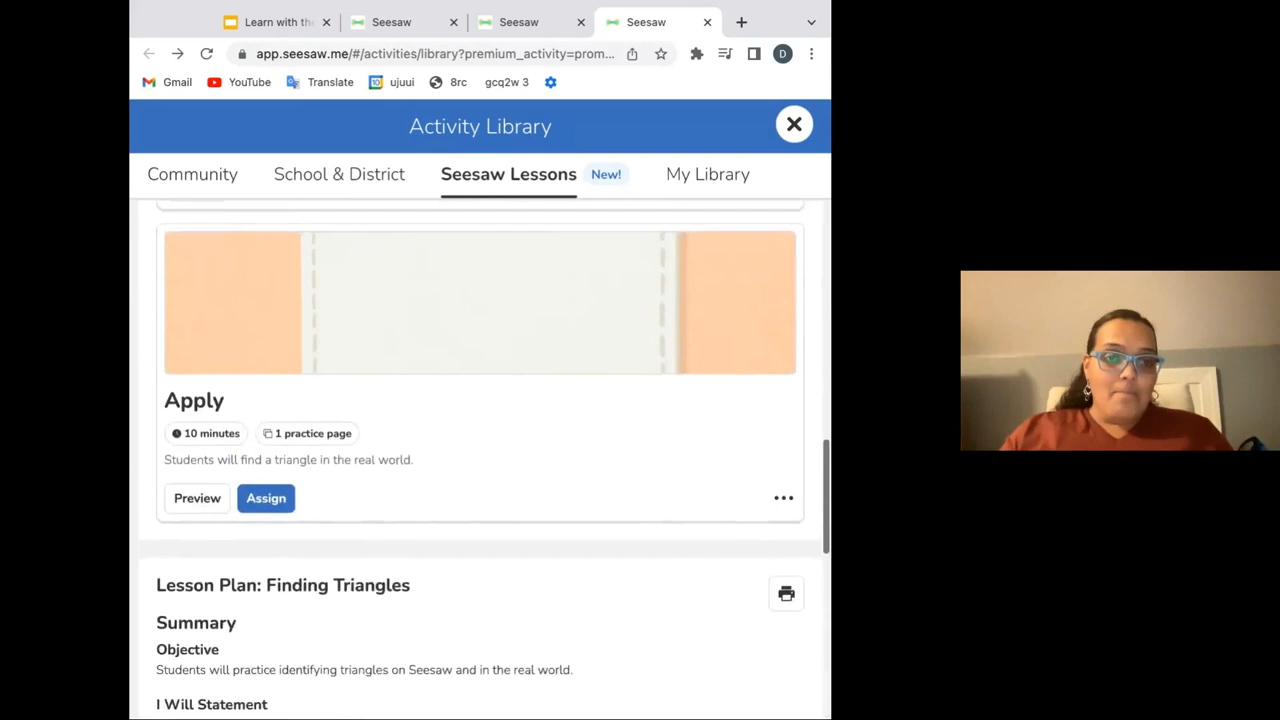 Learn with the
Seesaw
Seesaw
Seesaw
app.seesaw.me/#/activities/library?premium_activity=prom...
D
Gmail
YouTube
Translate
ujuui
8rc
gcq2w 3
Activity Library
Community
School & District
Seesaw Lessons
New!
My Library
Apply
10 minutes
1 practice page
Students will find a triangle in the real world.
Preview
Assign
Lesson Plan: Finding Triangles
Summary
Objective
Students will practice identifying triangles on Seesaw and in the real world.
I Will Statement